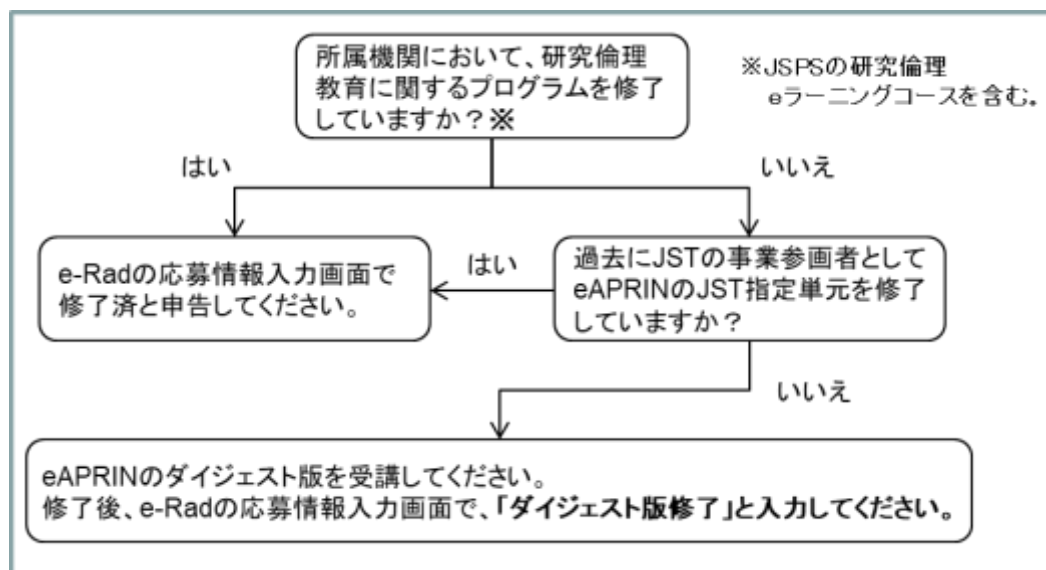 所属機関において、研究倫理
教育に関するプログラムを修了
していますか？※
※JSPSの研究倫理
eラーニングコースを含む。
はい
いいえ
e-Radの応募情報入力画面で
修了済と申告してください。
はい
過去にJSTの事業参画者として
eAPRINのJST指定単元を修了
していますか？
いいえ
eAPRINのダイジェスト版を受講してください。
修了後、e-Radの応募情報入力画面で、「ダイジェスト版修了」と入力してください。